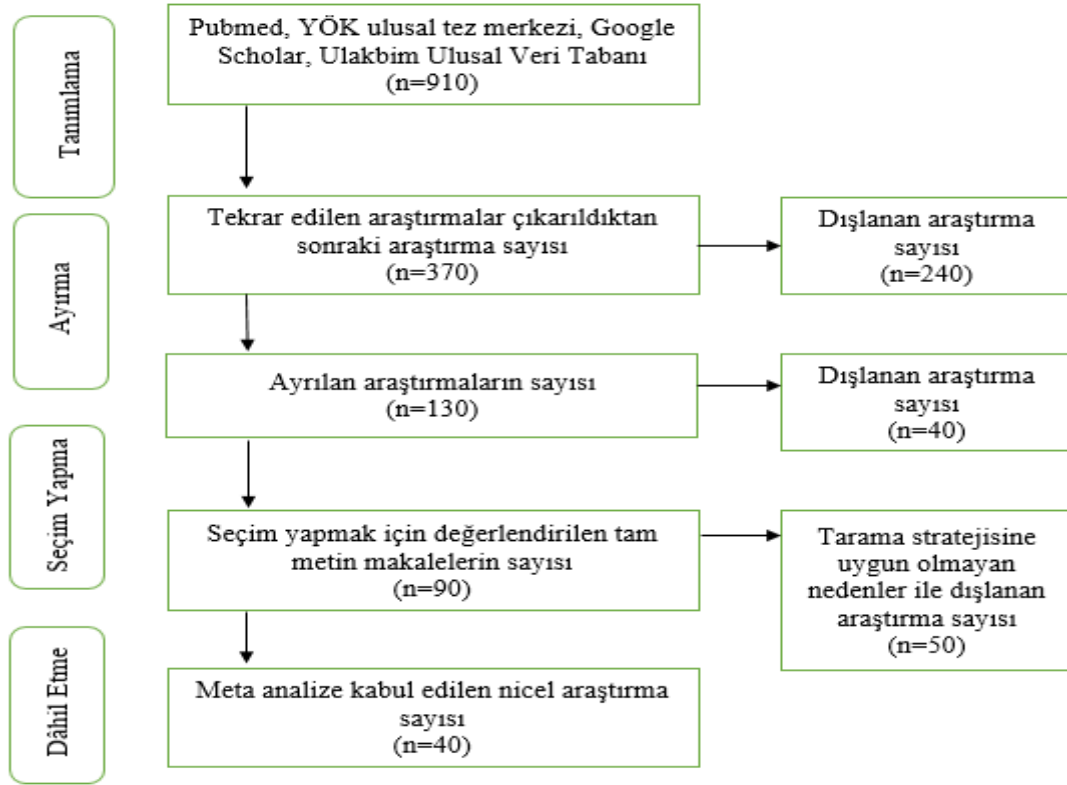 Tanımlama
Pubmed, YÖK ulusal tez merkezi, Google
Scholar, Ulakbim Ulusal Veri Tabanı
(n=910)
Ayırma
Tekrar edilen araştırmalar çıkarıldıktan
sonraki araştırma sayısı
(n=370)
Dışlanan araştırma
sayısı
(n=240)
Ayrılan araştırmaların sayısı
(n=130)
Dışlanan araştırma
sayısı
(n=40)
Seçim Yapma
Seçim yapmak için değerlendirilen tam
metin makalelerin sayısı
(n=90)
Tarama stratejisine
uygun olmayan
nedenler ile dışlanan
araştırma sayısı
(n=50)
Dâhil Etme
Meta analize kabul edilen nicel araştırma
sayısı
(n=40)